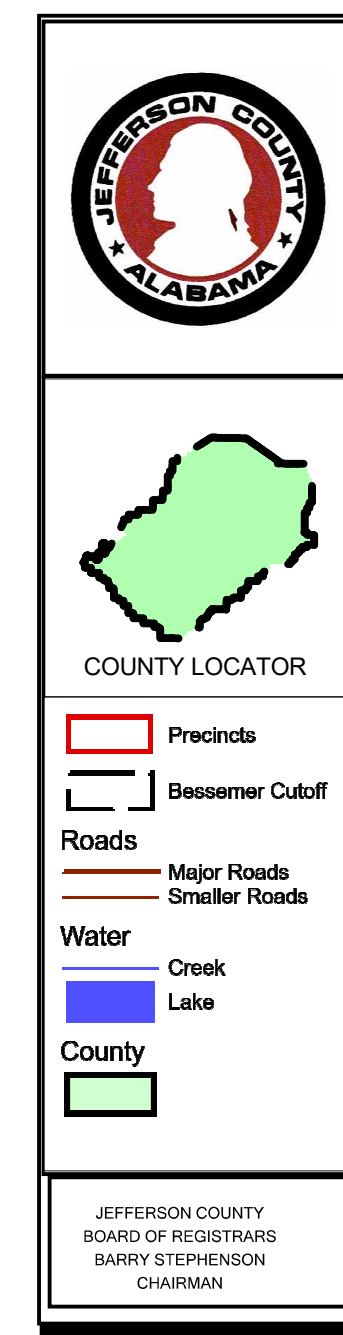 JEFFERSON COUNTY
ALABAMA
COUNTY LOCATOR
Precincts
Bessemer Cutoff
Roads
Major Roads
Smaller Roads
Water
Creek
Lake
County
JEFFERSON COUNTY
BOARD OF REGISTRARS
BARRY STEPHENSON
CHAIRMAN